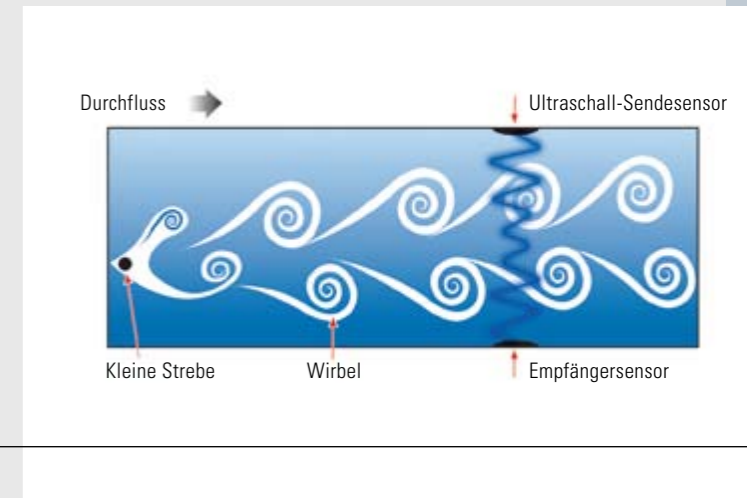 Durchfluss
Ultraschall-Sendesensor
Kleine Strebe
Wirbel
Empfängersensor